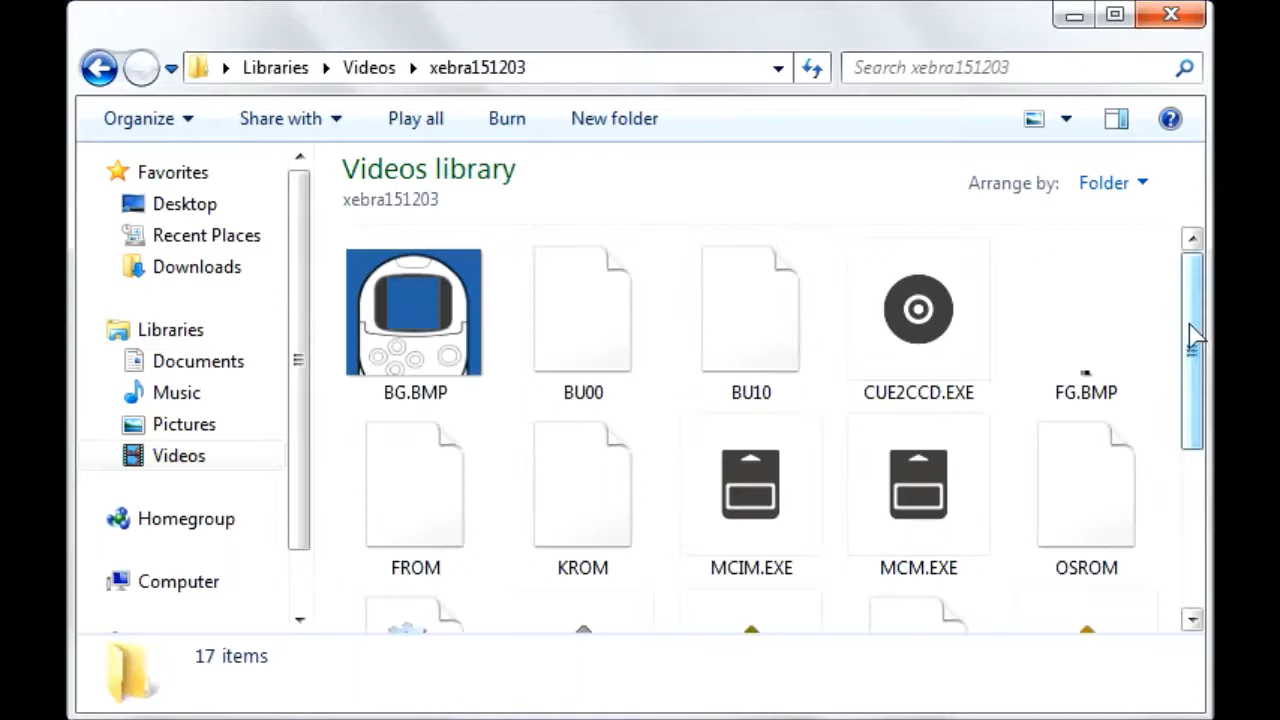 Libraries Videos xebra151203
Search xebra151203
Organize Share with Play all Burn New folder
Favorites
Desktop
Recent Places
Downloads
Libraries
Documents
Music
Pictures
Videos
Homegroup
Computer
Videos library
xebra151203
Arrange by: Folder
BG.BMP BU00 BU10 CUE2CCD.EXE FG.BMP
FROM KROM MCIM.EXE MCM.EXE OSROM
17 items